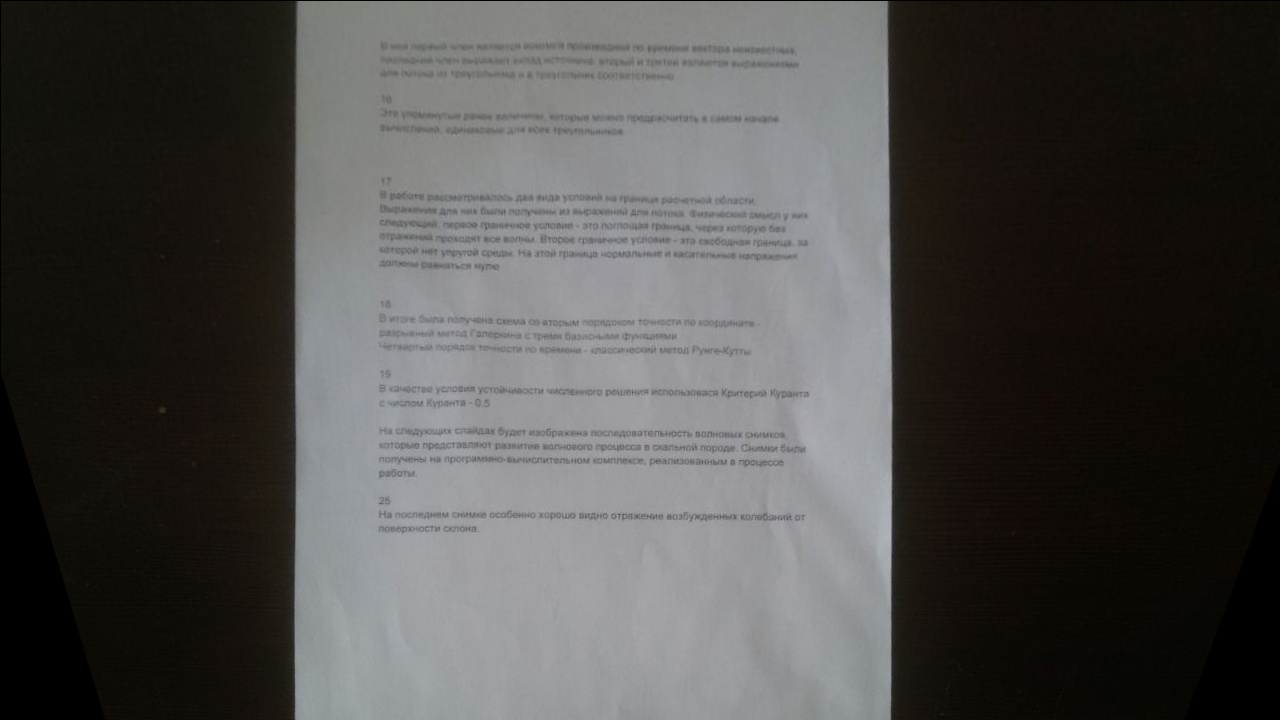 В ней первый член является искомой производной по времени вектора неизвестных,
последний член выражает вклад источника, второй и третий являются выражениями
для потока из треугольника и в треугольник соответственно
16
Это упомянутые ранее величины, которые можно предрасчитать в самом начале
вычислений, одинаковые для всех треугольников
17
В работе рассматривалось два вида условий на границе расчетной области.
Выражения для них были получены из выражений для потока. Физический смысл у них
следующий, первое граничное условие - это поглощая граница, через которую без
отражений проходят все волны. Второе граничное условие - это свободная граница, за
которой нет упругой среды. На этой границе нормальные и касательные напряжения
должны равняться нулю
18
В итоге была получена схема со вторым порядком точности по координате -
разрывный метод Галеркина с тремя базисными функциями
Четвертый порядок точности по времени - классический метод Рунге-Кутты
19
В качестве условия устойчивости численного решения использовася Критерий Куранта
с числом Куранта - 0.5
На следующих слайдах будет изображена последовательность волновых снимков,
которые представляют развитие волнового процесса в скальной породе. Снимки были
получены на программно-вычислительном комплексе, реализованным в процессе
работы.
25
На последнем снимке особенно хорошо видно отражение возбужденных колебаний от
поверхности склона.